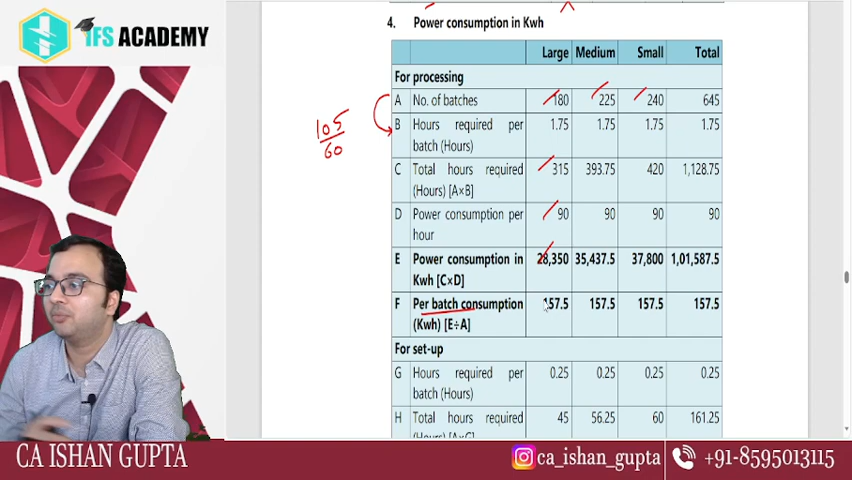 IFS ACADEMY
4. Power consumption in Kwh
Large Medium Small Total
For processing
A No. of batches 180 225 240 645
B Hours required per 1.75 1.75 1.75 1.75
batch (Hours)
C Total hours required 315 393.75 420 1,128.75
(Hours) [A×B]
D Power consumption per 90 90 90 90
hour
E Power consumption in 28,350 35,437.5 37,800 1,01,587.5
Kwh [C×D]
F Per batch consumption 157.5 157.5 157.5 157.5
(Kwh) [E÷A]
For set-up
G Hours required per 0.25 0.25 0.25 0.25
batch (Hours)
H Total hours required 45 56.25 60 161.25
(Hours) [A×G]
105
60
CA ISHAN GUPTA
ca_ishan_gupta
+91-8595013115